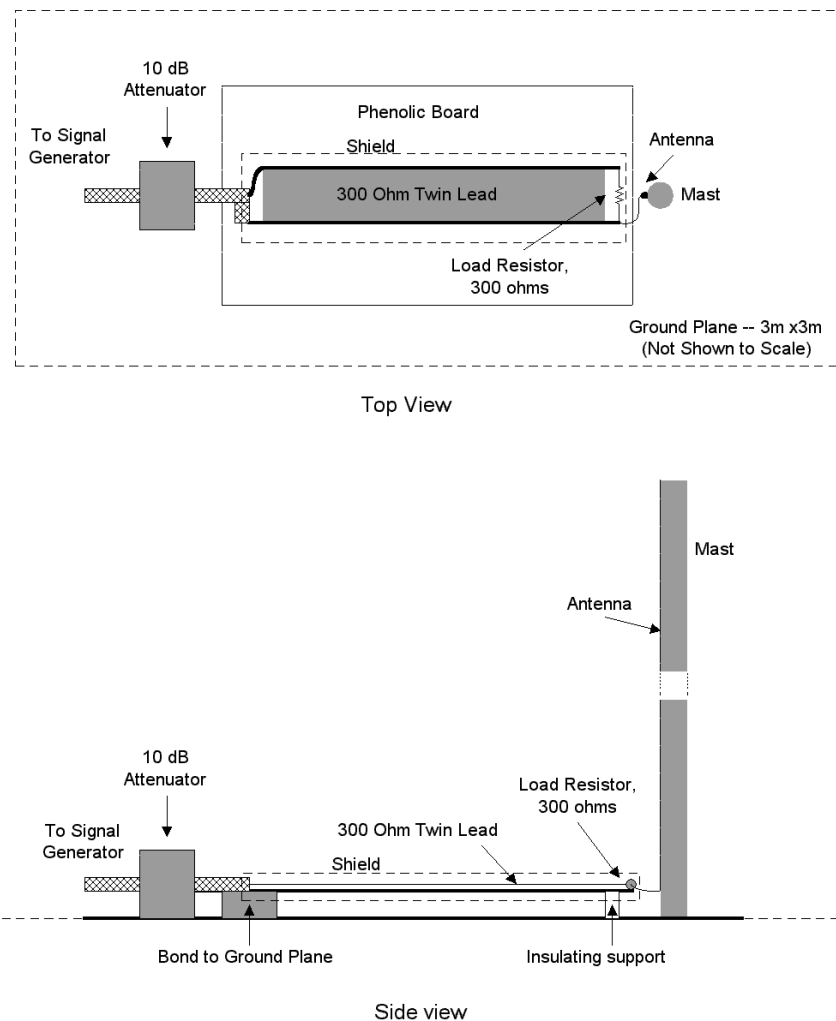 10 dB
Attenuator
Phenolic Board
To Signal
Generator
Shield
Antenna
300 Ohm Twin Lead
Mast
Load Resistor,
300 ohms
Ground Plane -- 3m x3m
(Not Shown to Scale)
Top View
Mast
Antenna
10 dB
Attenuator
Load Resistor,
300 ohms
To Signal
Generator
300 Ohm Twin Lead
Shield
Bond to Ground Plane
Insulating support
Side view